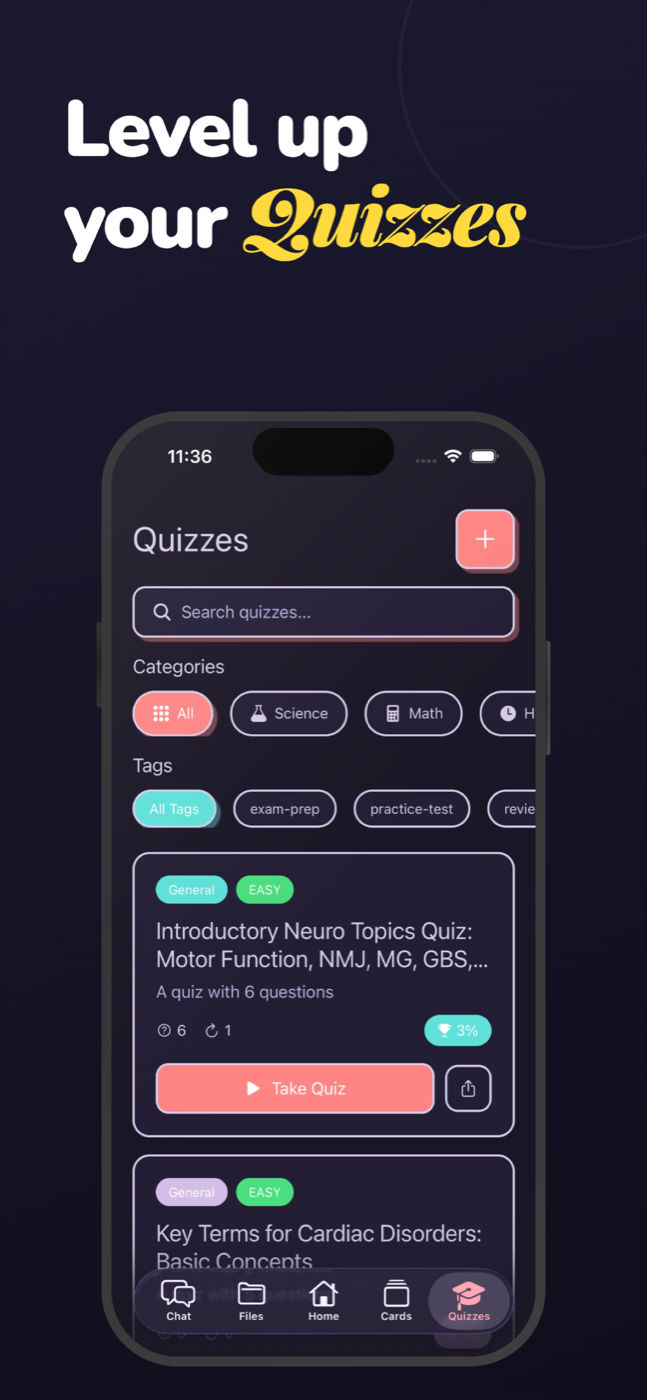 Level up
your Quizzes
11:36
Quizzes
Search quizzes...
Categories
All
Science
Math
H
Tags
All Tags
exam-prep
practice-test
revie
General
EASY
Introductory Neuro Topics Quiz:
Motor Function, NMJ, MG, GBS,...
A quiz with 6 questions
6
1
3%
Take Quiz
General
EASY
Key Terms for Cardiac Disorders:
Basic Concepts
Chat
Files
Home
Cards
Quizzes